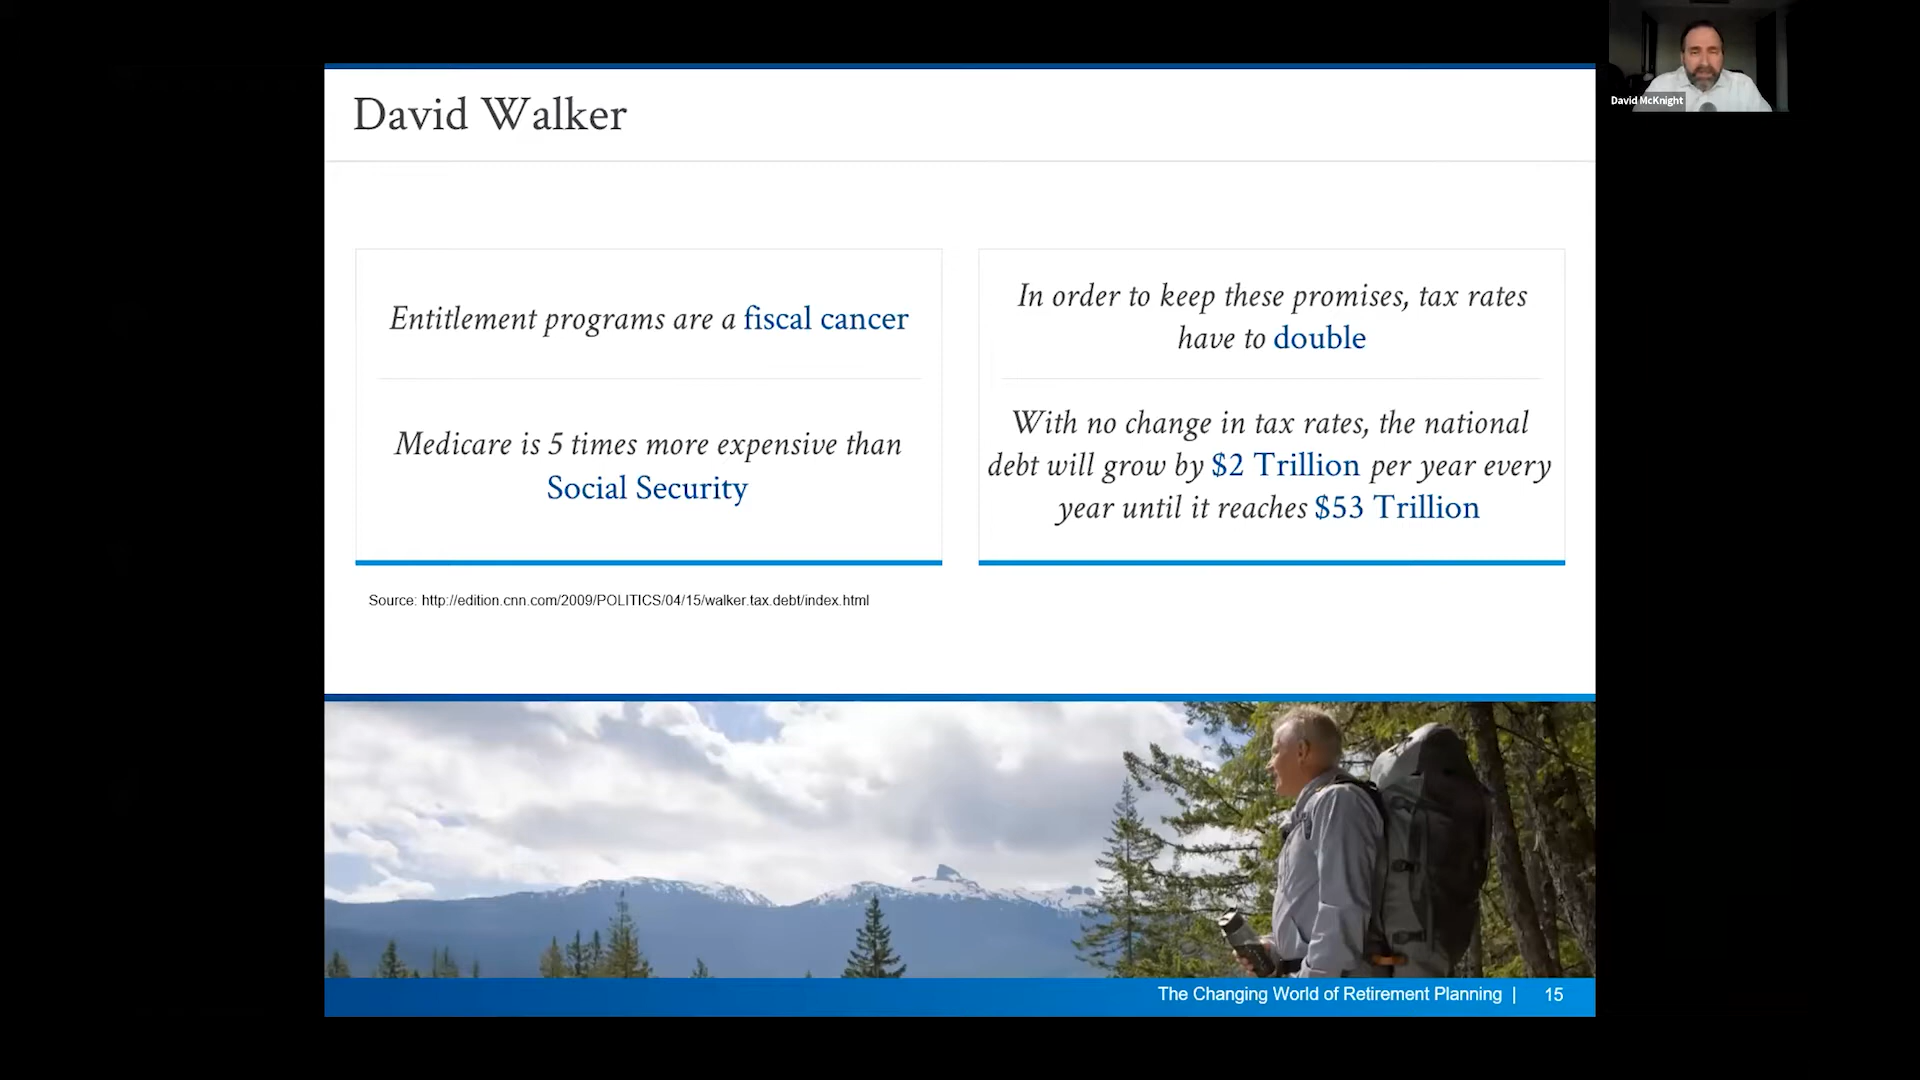 David Walker
David McKnight
Entitlement programs are a fiscal cancer
Medicare is 5 times more expensive than
Social Security
In order to keep these promises, tax rates
have to double
With no change in tax rates, the national
debt will grow by $2 Trillion per year every
year until it reaches $53 Trillion
Source: http://edition.cnn.com/2009/POLITICS/04/15/walker.tax.debt/index.html
The Changing World of Retirement Planning | 15